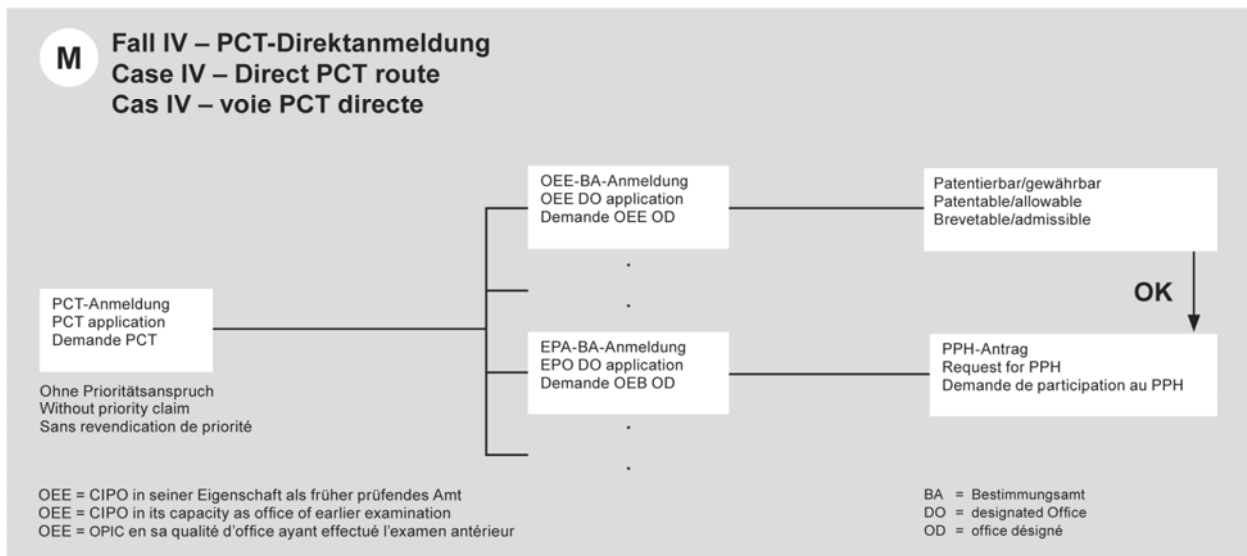 M
Fall IV – PCT-Direktanmeldung
Case IV – Direct PCT route
Cas IV – voie PCT directe
OEE-BA-Anmeldung
OEE DO application
Demande OEE OD
Patentierbar/gewährbar
Patentable/allowable
Brevetable/admissible
OK
PCT-Anmeldung
PCT application
Demande PCT
EPA-BA-Anmeldung
EPO DO application
Demande OEB OD
PPH-Antrag
Request for PPH
Demande de participation au PPH
Ohne Prioritätsanspruch
Without priority claim
Sans revendication de priorité
OEE = CIPO in seiner Eigenschaft als früher prüfendes Amt
OEE = CIPO in its capacity as office of earlier examination
OEE = OPIC en sa qualité d'office ayant effectué l'examen antérieur
BA = Bestimmungsamt
DO = designated Office
OD = office désigné